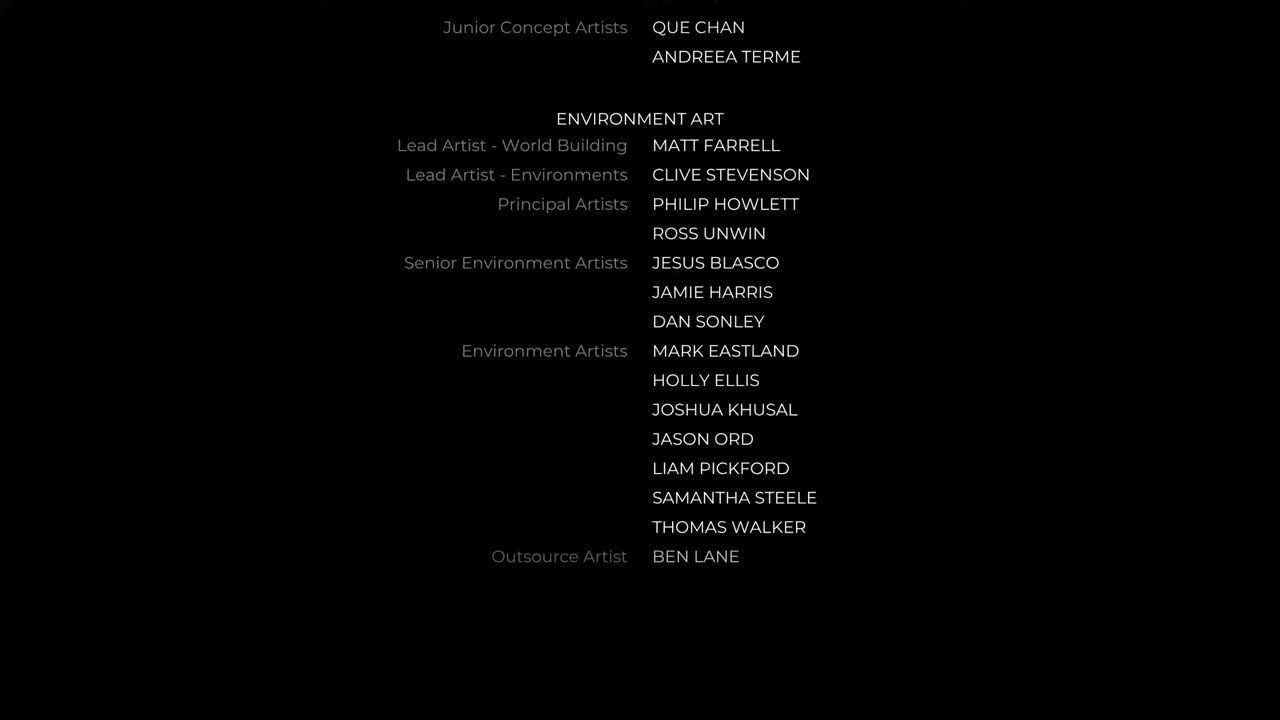 Junior Concept Artists QUE CHAN
ANDREEA TERME
ENVIRONMENT ART
Lead Artist - World Building MATT FARRELL
Lead Artist - Environments CLIVE STEVENSON
Principal Artists PHILIP HOWLETT
ROSS UNWIN
Senior Environment Artists JESUS BLASCO
JAMIE HARRIS
DAN SONLEY
Environment Artists MARK EASTLAND
HOLLY ELLIS
JOSHUA KHUSAL
JASON ORD
LIAM PICKFORD
SAMANTHA STEELE
THOMAS WALKER
Outsource Artist BEN LANE